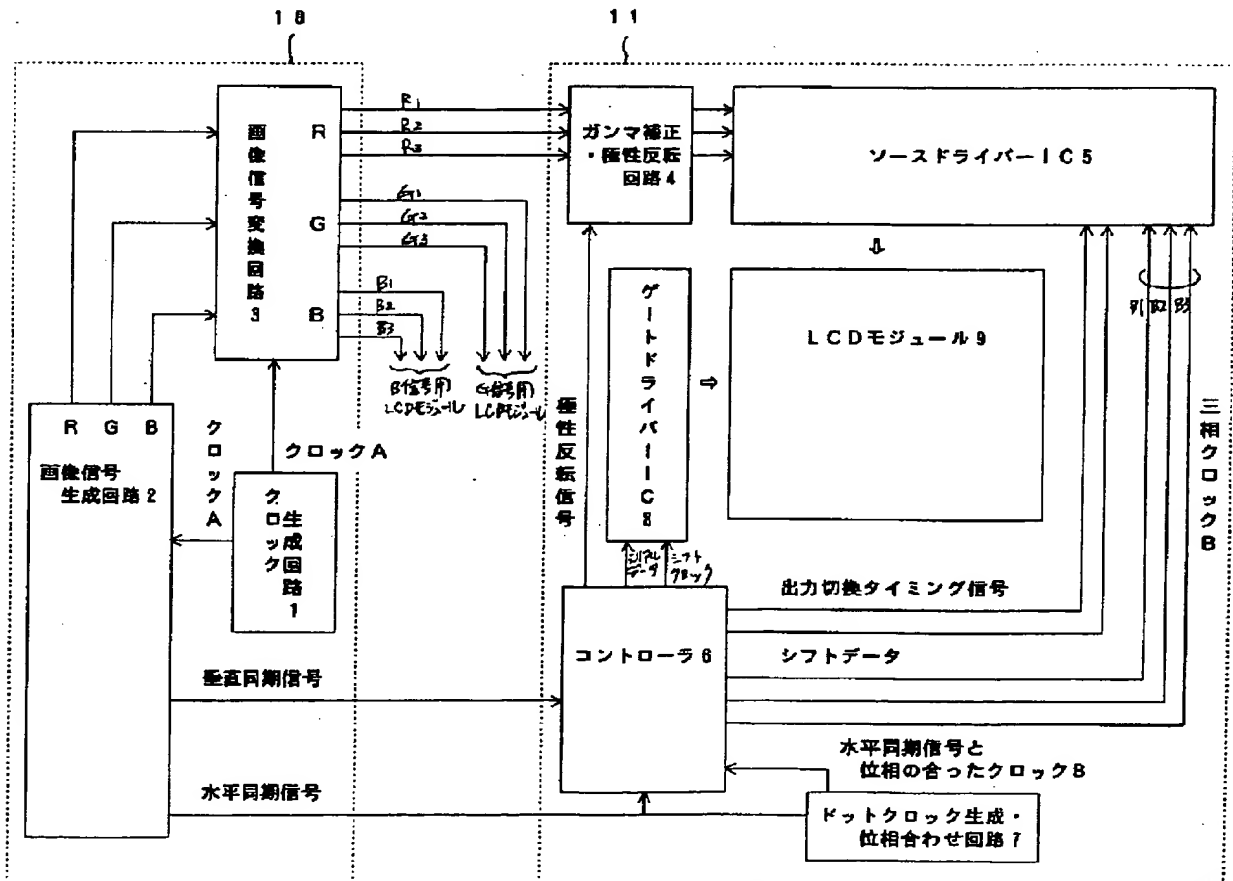 10
11
画像信号変換回路3
R
G
B
R1
R2
R3
G1
G2
G3
B1
B2
B3
B信号用
LCDモジュール
G信号用
LCDモジュール
ガンマ補正
・極性反転
回路4
ソースドライバーIC5
ゲートドライバーIC8
LCDモジュール9
B1 B2 B3
三相クロックB
極性反転信号
R G B
画像信号
生成回路2
クロックA
クロックA
クロック
生成回路1
シリアル
データ
シフト
クロック
コントローラ6
出力切換タイミング信号
シフトデータ
垂直同期信号
水平同期信号
水平同期信号と
位相の合ったクロックB
ドットクロック生成・
位相合わせ回路7